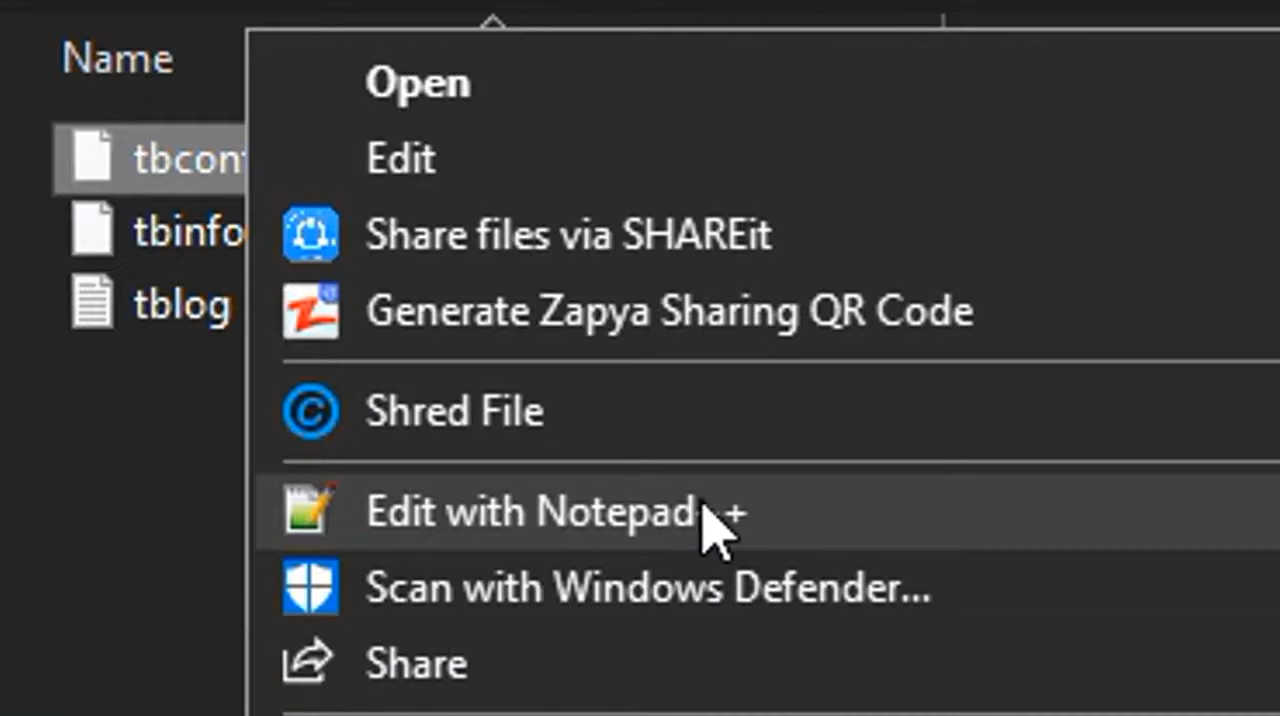 Name
Open
tbcon
Edit
tbinfo
Share files via SHAREit
tblog
Generate Zapya Sharing QR Code
Shred File
Edit with Notepad +
Scan with Windows Defender...
Share